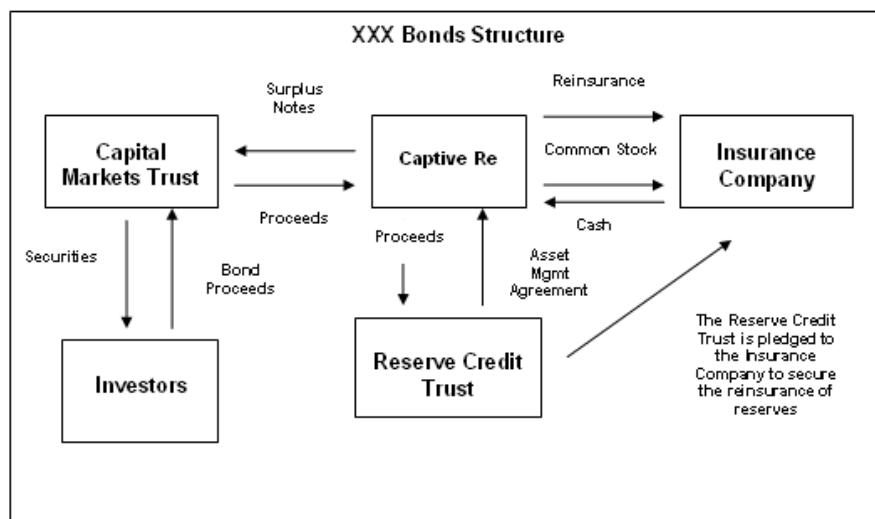 XXX Bonds Structure
Surplus
Notes
Reinsurance
Capital
Markets Trust
Captive Re
Common Stock
Insurance
Company
Proceeds
Cash
Securities
Bond
Proceeds
Proceeds
Asset
Mgmt
Agreement
Investors
Reserve Credit
Trust
The Reserve Credit
Trust is pledged to
the Insurance
Company to secure
the reinsurance of
reserves